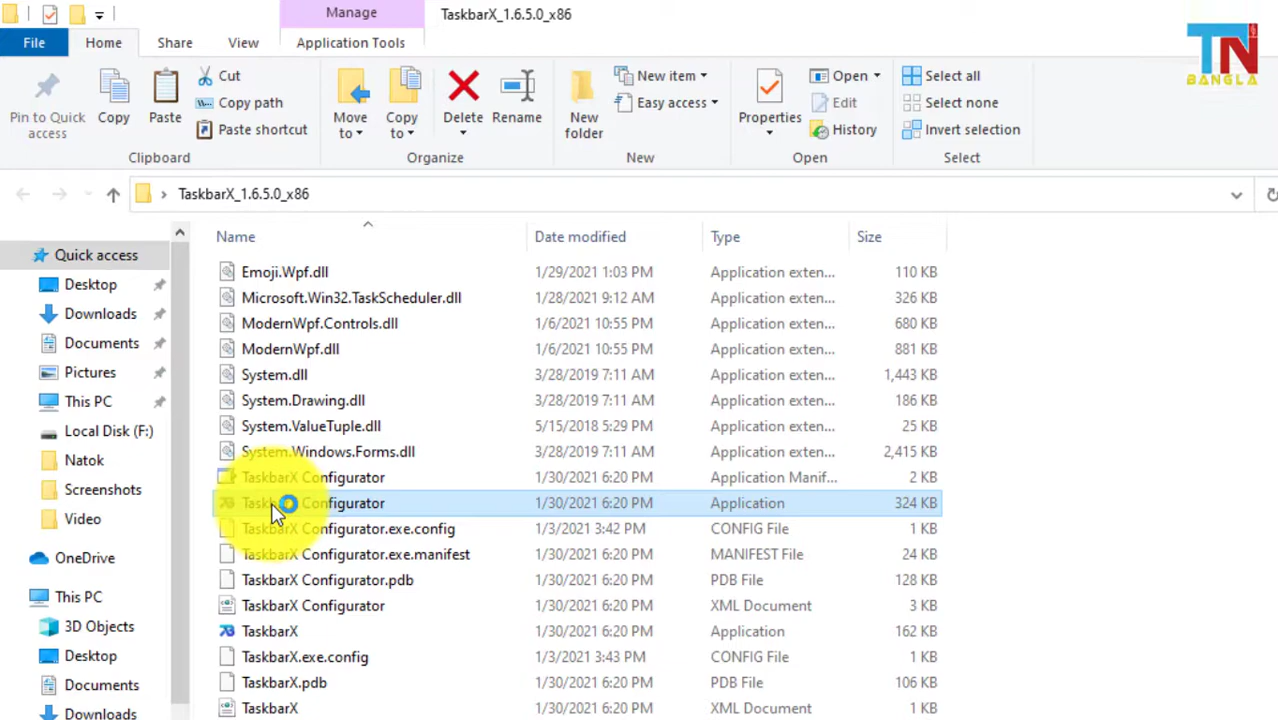 Manage
TaskbarX_1.6.5.0_x86
File
Home
Share
View
Application Tools
TN
BANGLA
Pin to Quick access
Copy
Paste
Cut
Copy path
Paste shortcut
Clipboard
Move to
Copy to
Delete
Rename
Organize
New folder
New item
Easy access
New
Properties
Open
Edit
History
Open
Select all
Select none
Invert selection
Select
TaskbarX_1.6.5.0_x86
Quick access
Desktop
Downloads
Documents
Pictures
This PC
Local Disk (F:)
Natok
Screenshots
Video
OneDrive
This PC
3D Objects
Desktop
Documents
Downloads
Name Date modified Type Size
Emoji.Wpf.dll 1/29/2021 1:03 PM Application exten... 110 KB
Microsoft.Win32.TaskScheduler.dll 1/28/2021 9:12 AM Application exten... 326 KB
ModernWpf.Controls.dll 1/6/2021 10:55 PM Application exten... 680 KB
ModernWpf.dll 1/6/2021 10:55 PM Application exten... 881 KB
System.dll 3/28/2019 7:11 AM Application exten... 1,443 KB
System.Drawing.dll 3/28/2019 7:11 AM Application exten... 186 KB
System.ValueTuple.dll 5/15/2018 5:29 PM Application exten... 25 KB
System.Windows.Forms.dll 3/28/2019 7:11 AM Application exten... 2,415 KB
TaskbarX Configurator 1/30/2021 6:20 PM Application Manif... 2 KB
TaskbarX Configurator 1/30/2021 6:20 PM Application 324 KB
TaskbarX Configurator.exe.config 1/3/2021 3:42 PM CONFIG File 1 KB
TaskbarX Configurator.exe.manifest 1/30/2021 6:20 PM MANIFEST File 24 KB
TaskbarX Configurator.pdb 1/30/2021 6:20 PM PDB File 128 KB
TaskbarX Configurator 1/30/2021 6:20 PM XML Document 3 KB
TaskbarX 1/30/2021 6:20 PM Application 162 KB
TaskbarX.exe.config 1/3/2021 3:43 PM CONFIG File 1 KB
TaskbarX.pdb 1/30/2021 6:20 PM PDB File 106 KB
TaskbarX 1/30/2021 6:20 PM XML Document 1 KB